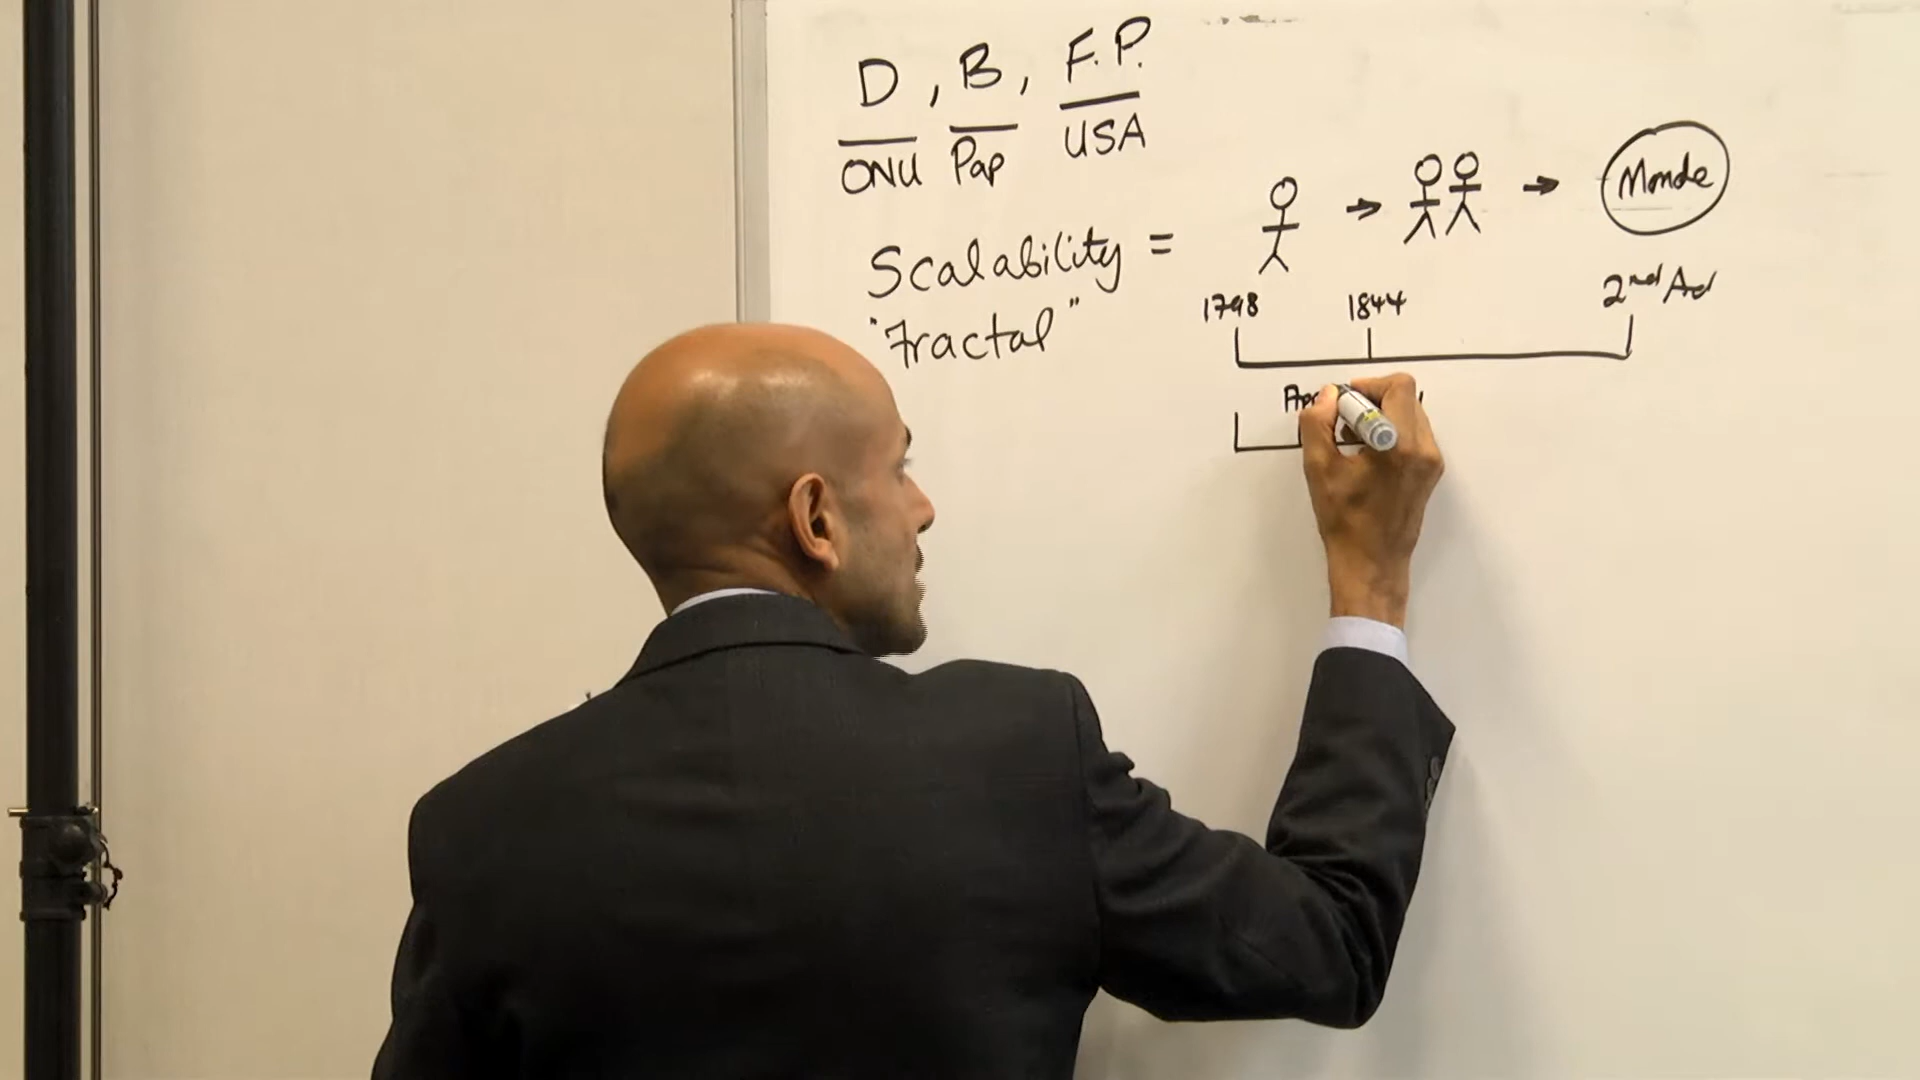 D, B, F.P.
ONU Pap USA
Scalability = → → Monde
"Fractal"
1798 1844 2nd Ad